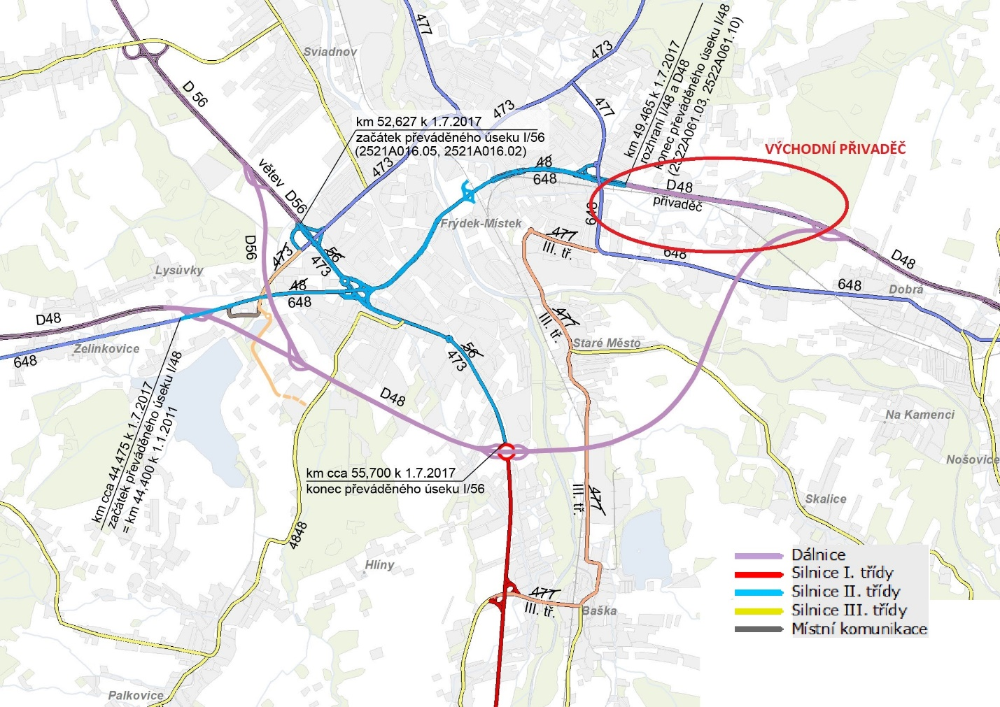 477
473
Sviadnov
D 56
473
477
km 49,465 k 1.7.2017
rozhraní I/48 a D48
konec převáděného úseku I/48
(2522A061.03, 2522A061.10)
km 52,627 k 1.7.2017
začátek převáděného úseku I/56
(2521A016.05, 2521A016.02)
VÝCHODNÍ PŘIVADĚČ
větev D56
473
48
648
D48
přivaděč
648
Frýdek-Místek
477
III. tř.
D56
473
56
473
648
D48
Lysůvky
48
648
648
Dobrá
D48
Zelinkovice
648
477
III. tř.
Staré Město
56
473
D48
km cca 44,475 k 1.7.2017
začátek převáděného úseku I/48
= km 44,400 k 1.1.2011
Na Kamenci
Nošovice
km cca 55,700 k 1.7.2017
konec převáděného úseku I/56
III. tř.
477
Skalice
4848
Hlíny
477
III. tř.
Baška
Palkovice
Dálnice
Silnice I. třídy
Silnice II. třídy
Silnice III. třídy
Místní komunikace